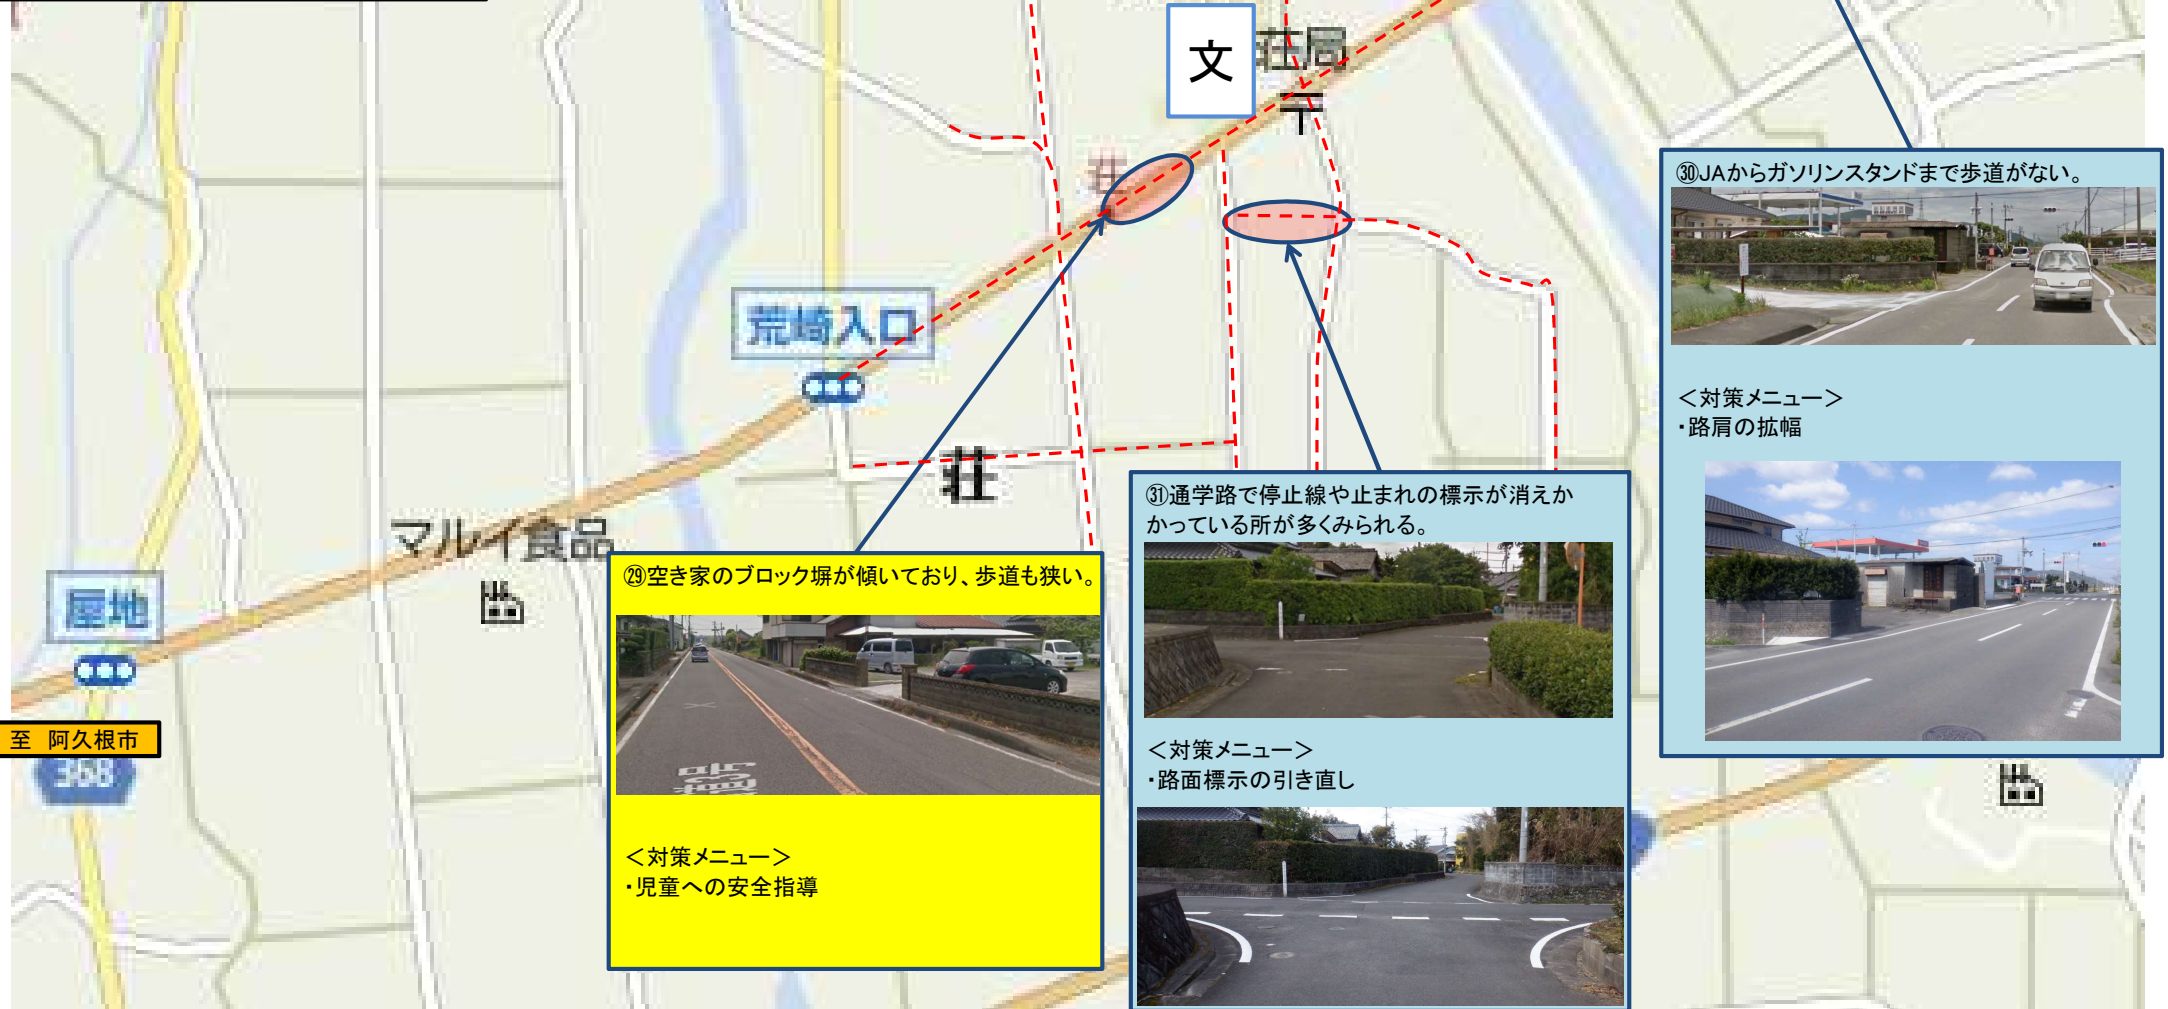 文
荘局
〒
荘
荒崎入口
荘
マルイ食品
屋地
至 阿久根市
368
㉚JAからガソリンスタンドまで歩道がない。
<対策メニュー>
・路肩の拡幅
㉛通学路で停止線や止まれの標示が消えか
かっている所が多くみられる。
<対策メニュー>
・路面標示の引き直し
㉙空き家のブロック塀が傾いており、歩道も狭い。
<対策メニュー>
・児童への安全指導